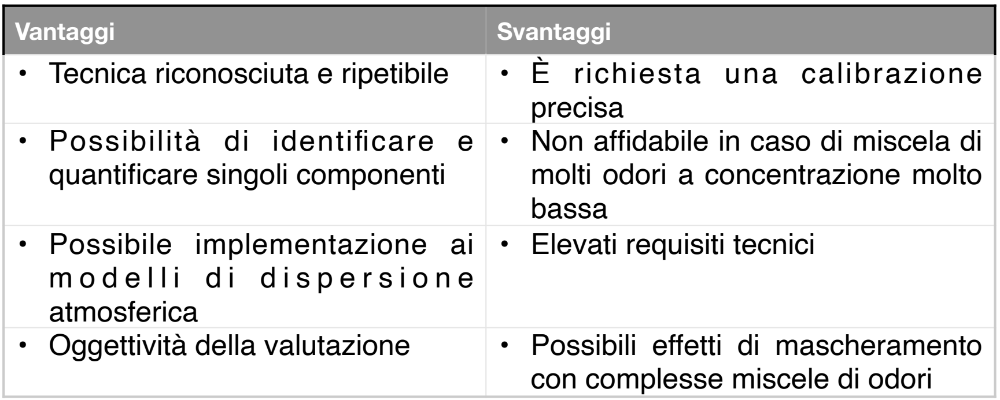 Vantaggi
Svantaggi
• Tecnica riconosciuta e ripetibile
• È richiesta una calibrazione
precisa
• Possibilità di identificare e
quantificare singoli componenti
• Non affidabile in caso di miscela di
molti odori a concentrazione molto
bassa
• Possibile implementazione ai
modelli di dispersione
atmosferica
• Elevati requisiti tecnici
• Oggettività della valutazione
• Possibili effetti di mascheramento
con complesse miscele di odori